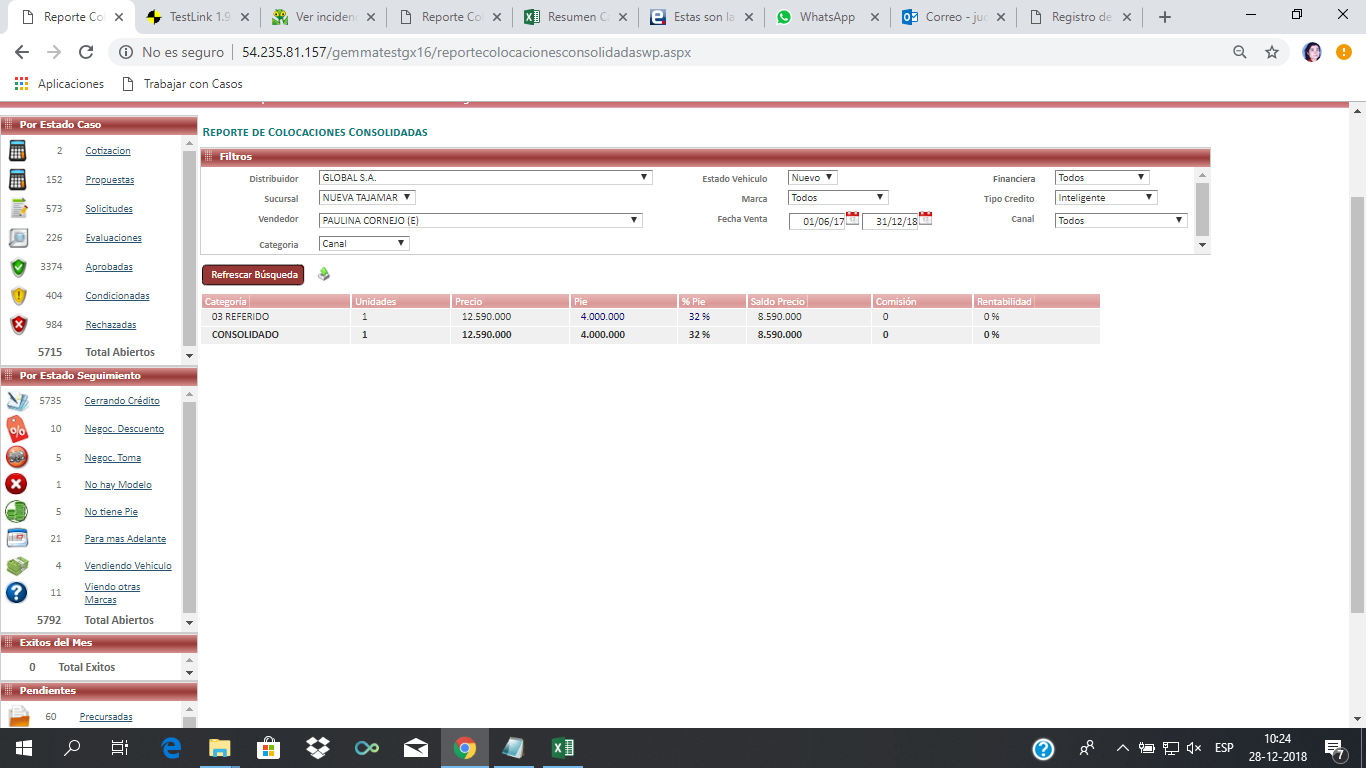 Reporte Co
TestLink 1.9
Ver inciden
Reporte Co
Resumen C
Estas son la
WhatsApp
Correo - juc
Registro de
No es seguro
54.235.81.157/gemmatestgx16/reportecolocacionesconsolidadaswp.aspx
Aplicaciones
Trabajar con Casos
Por Estado Caso
2 Cotizacion
152 Propuestas
573 Solicitudes
226 Evaluaciones
3374 Aprobadas
404 Condicionadas
984 Rechazadas
5715 Total Abiertos
Por Estado Seguimiento
5735 Cerrando Crédito
10 Negoc. Descuento
5 Negoc. Toma
1 No hay Modelo
5 No tiene Pie
21 Para mas Adelante
4 Vendiendo Vehiculo
11 Viendo otras
Marcas
5792 Total Abiertos
Exitos del Mes
0 Total Exitos
Pendientes
60 Precursadas
REPORTE DE COLOCACIONES CONSOLIDADAS
Filtros
Distribuidor GLOBAL S.A. Estado Vehiculo Nuevo Financiera Todos
Sucursal NUEVA TAJAMAR Marca Todos Tipo Credito Inteligente
Vendedor PAULINA CORNEJO (E) Fecha Venta 01/06/17 31/12/18 Canal Todos
Categoria Canal
Refrescar Búsqueda
Categoría Unidades Precio Pie % Pie Saldo Precio Comisión Rentabilidad
03 REFERIDO 1 12.590.000 4.000.000 32 % 8.590.000 0 0 %
CONSOLIDADO 1 12.590.000 4.000.000 32 % 8.590.000 0 0 %
ESP
10:24
28-12-2018
7